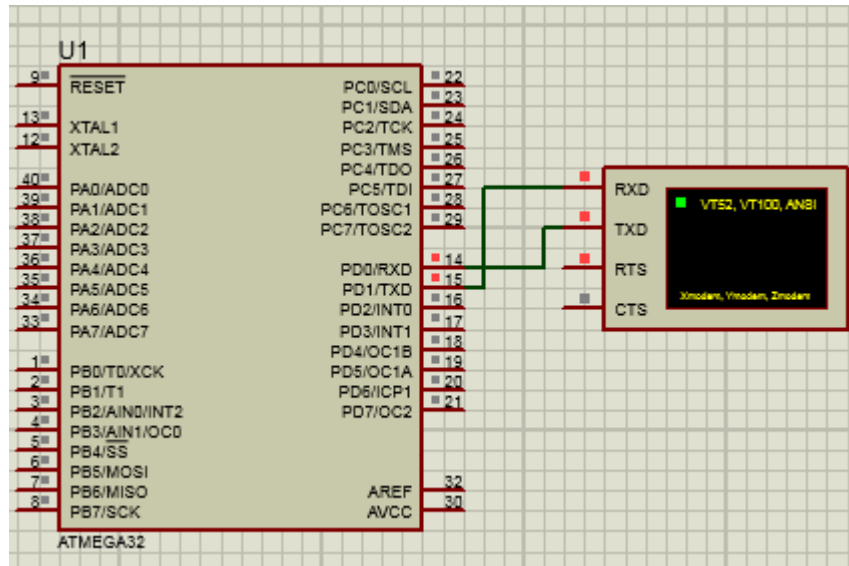 U1
9 RESET
13 XTAL1
12 XTAL2
40 PA0/ADC0
39 PA1/ADC1
38 PA2/ADC2
37 PA3/ADC3
36 PA4/ADC4
35 PA5/ADC5
34 PA6/ADC6
33 PA7/ADC7
1 PB0/T0/XCK
2 PB1/T1
3 PB2/AIN0/INT2
4 PB3/AIN1/OC0
5 PB4/SS
6 PB5/MOSI
7 PB6/MISO
8 PB7/SCK
PC0/SCL 22
PC1/SDA 23
PC2/TCK 24
PC3/TMS 25
PC4/TDO 26
PC5/TDI 27
PC6/TOSC1 28
PC7/TOSC2 29
PD0/RXD 14
PD1/TXD 15
PD2/INT0 16
PD3/INT1 17
PD4/OC1B 18
PD5/OC1A 19
PD6/ICP1 20
PD7/OC2 21
AREF 32
AVCC 30
ATMEGA32
RXD
TXD
RTS
CTS
VT52, VT100, ANSI
Xmodem, Ymodem, Zmodem